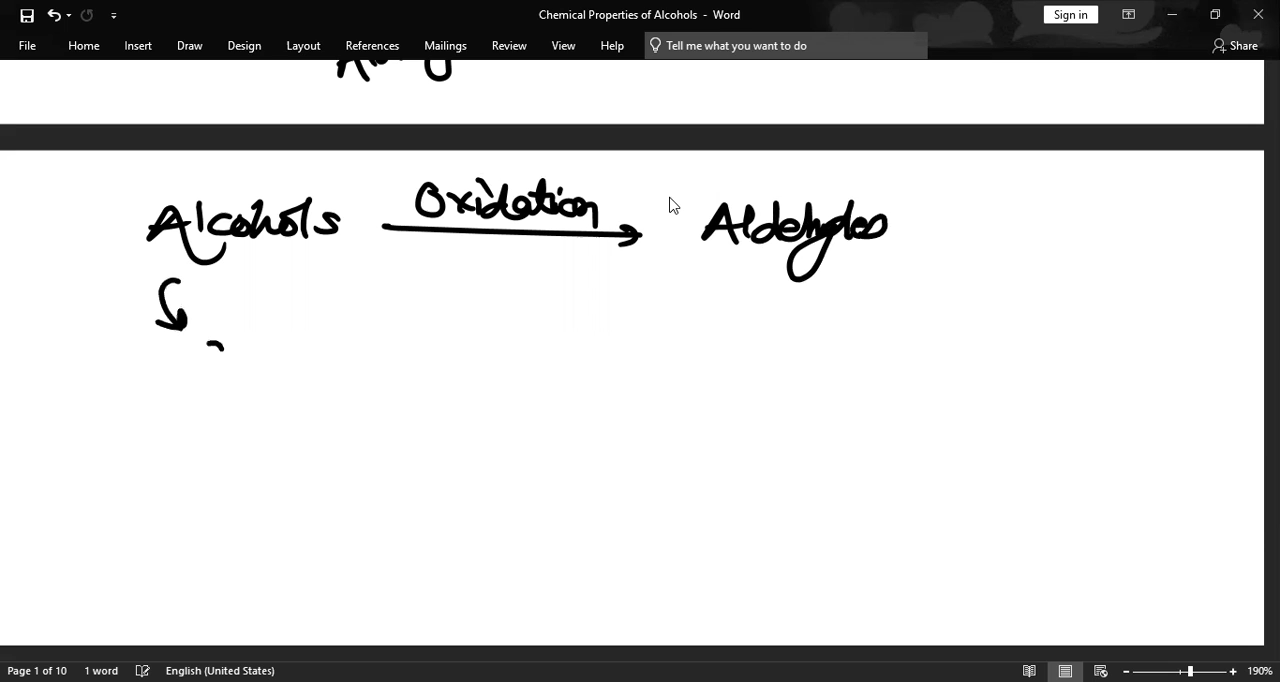 Chemical Properties of Alcohols - Word
Sign in
File Home Insert Draw Design Layout References Mailings Review View Help Tell me what you want to do Share
Alcohols Oxidation Aldehydes
Page 1 of 10 1 word English (United States) 190%